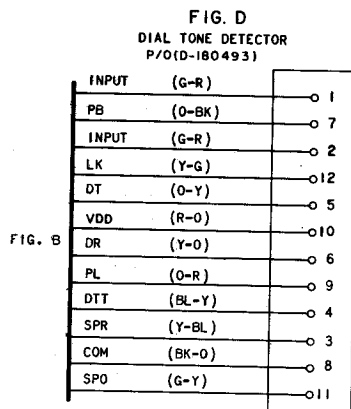 FIG. D
DIAL TONE DETECTOR
P/O(D-180493)
INPUT (G-R) 1
PB (O-BK) 7
INPUT (G-R) 2
LK (Y-G) 12
DT (O-Y) 5
VDD (R-O) 10
FIG. B
DR (Y-O) 6
PL (O-R) 9
DTT (BL-Y) 4
SPR (Y-BL) 3
COM (BK-O) 8
SPO (G-Y) 11